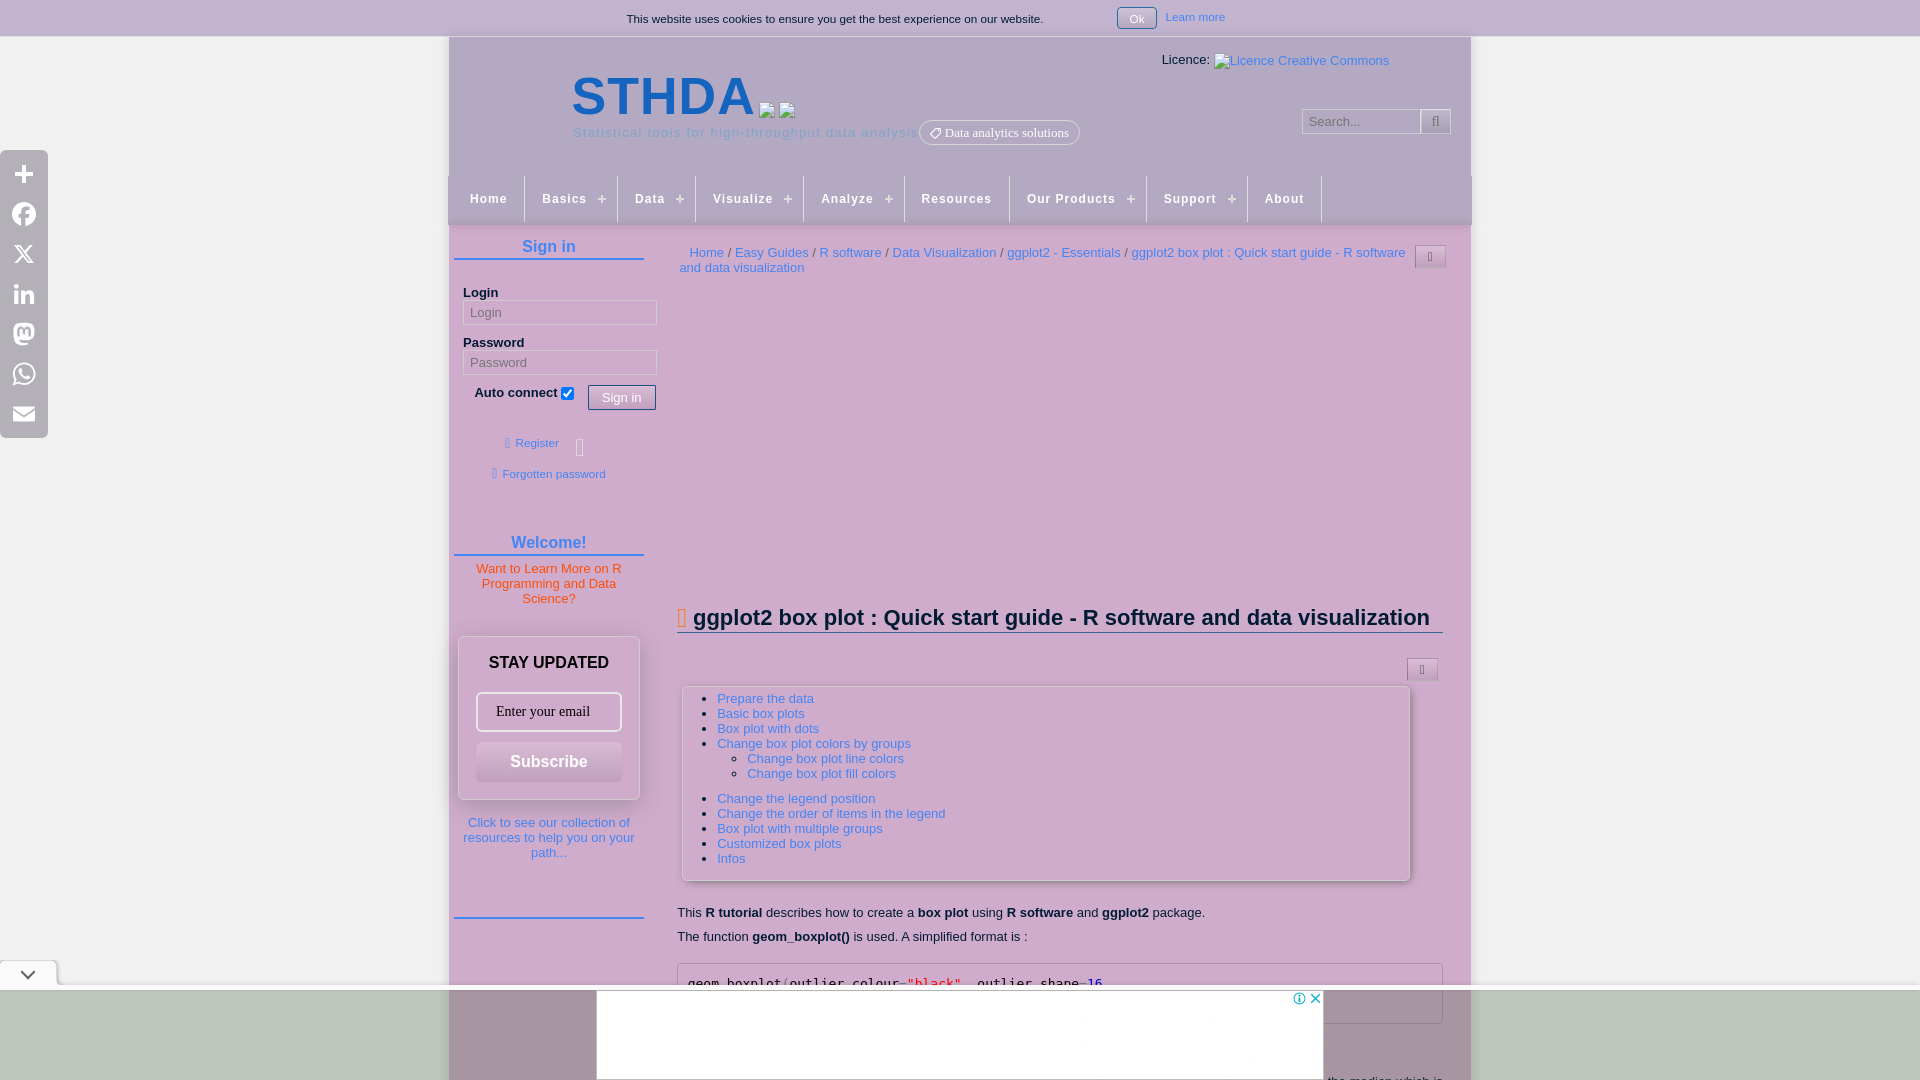 This website uses cookies to ensure you get the best experience on our website.
Ok
Learn more
Licence: Licence Creative Commons
STHDA
Statistical tools for high-throughput data analysis
Data analytics solutions
Search...
Home
Basics
Data
Visualize
Analyze
Resources
Our Products
Support
About
Sign in
Login
Login
Password
Password
Auto connect
Sign in
Register
Forgotten password
Welcome!
Want to Learn More on R
Programming and Data
Science?
STAY UPDATED
Enter your email
Subscribe
Click to see our collection of
resources to help you on your
path...
Home / Easy Guides / R software / Data Visualization / ggplot2 - Essentials / ggplot2 box plot : Quick start guide - R software
and data visualization
ggplot2 box plot : Quick start guide - R software and data visualization
Prepare the data
Basic box plots
Box plot with dots
Change box plot colors by groups
Change box plot line colors
Change box plot fill colors
Change the legend position
Change the order of items in the legend
Box plot with multiple groups
Customized box plots
Infos
This R tutorial describes how to create a box plot using R software and ggplot2 package.
The function geom_boxplot() is used. A simplified format is :
geom_boxplot(outlier.colour="black", outlier.shape=16,
the median which is